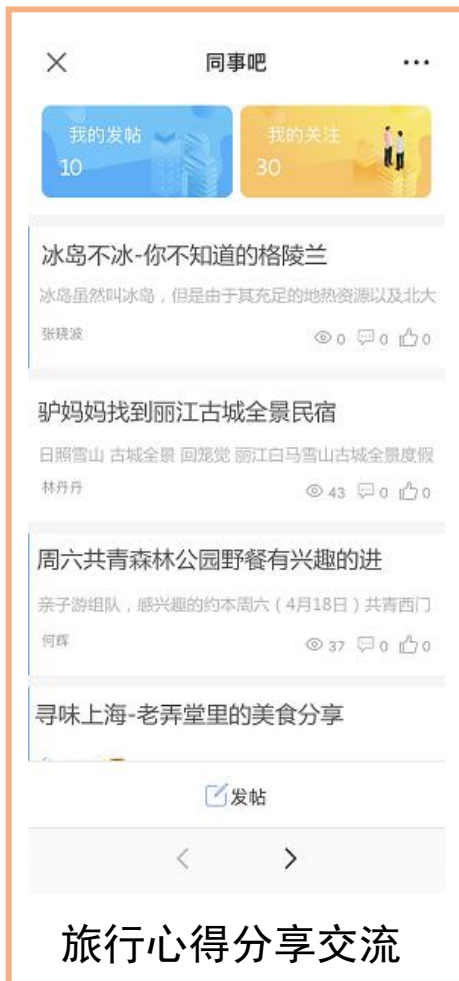 同事吧
我的发帖
10
我的关注
30
冰岛不冰-你不知道的格陵兰
冰岛虽然叫冰岛，但是由于其充足的地热资源以及北大
张晓波
0 0 0
驴妈妈找到丽江古城全景民宿
日照雪山 古城全景 回笼觉 丽江白马雪山古城全景度假
林丹丹
43 0 0
周六共青森林公园野餐有兴趣的进
亲子游组队，感兴趣的约本周六（4月18日）共青西门
何辉
37 0 0
寻味上海-老弄堂里的美食分享
发帖
旅行心得分享交流